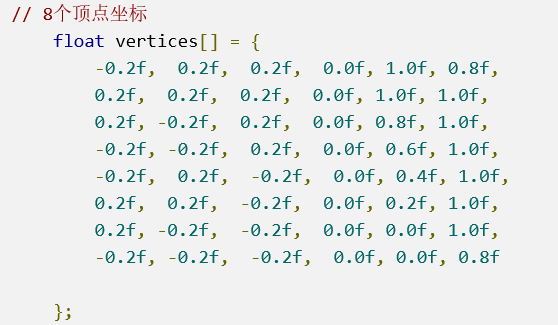 // 8个顶点坐标
float vertices[] = {
-0.2f, 0.2f, 0.2f, 0.0f, 1.0f, 0.8f,
0.2f, 0.2f, 0.2f, 0.0f, 1.0f, 1.0f,
0.2f, -0.2f, 0.2f, 0.0f, 0.8f, 1.0f,
-0.2f, -0.2f, 0.2f, 0.0f, 0.6f, 1.0f,
-0.2f, 0.2f, -0.2f, 0.0f, 0.4f, 1.0f,
0.2f, 0.2f, -0.2f, 0.0f, 0.2f, 1.0f,
0.2f, -0.2f, -0.2f, 0.0f, 0.0f, 1.0f,
-0.2f, -0.2f, -0.2f, 0.0f, 0.0f, 0.8f
};